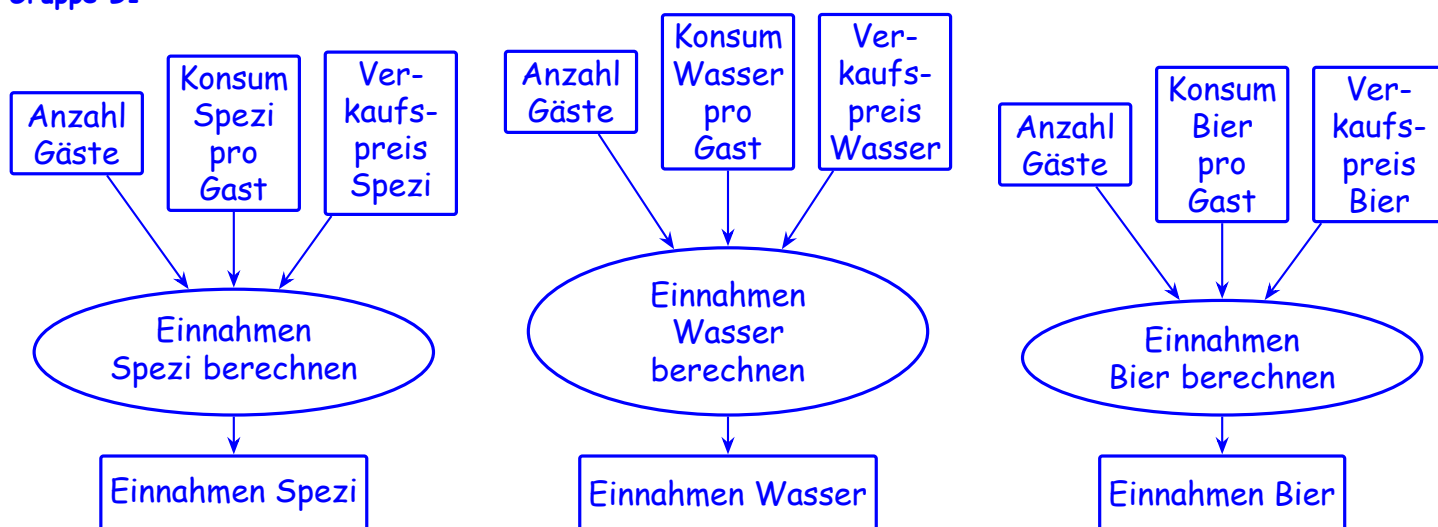 Anzahl
Gäste
Konsum
Spezi
pro
Gast
Ver-
kaufs-
preis
Spezi
Einnahmen
Spezi berechnen
Einnahmen Spezi
Anzahl
Gäste
Konsum
Wasser
pro
Gast
Ver-
kaufs-
preis
Wasser
Einnahmen
Wasser
berechnen
Einnahmen Wasser
Anzahl
Gäste
Konsum
Bier
pro
Gast
Ver-
kaufs-
preis
Bier
Einnahmen
Bier berechnen
Einnahmen Bier